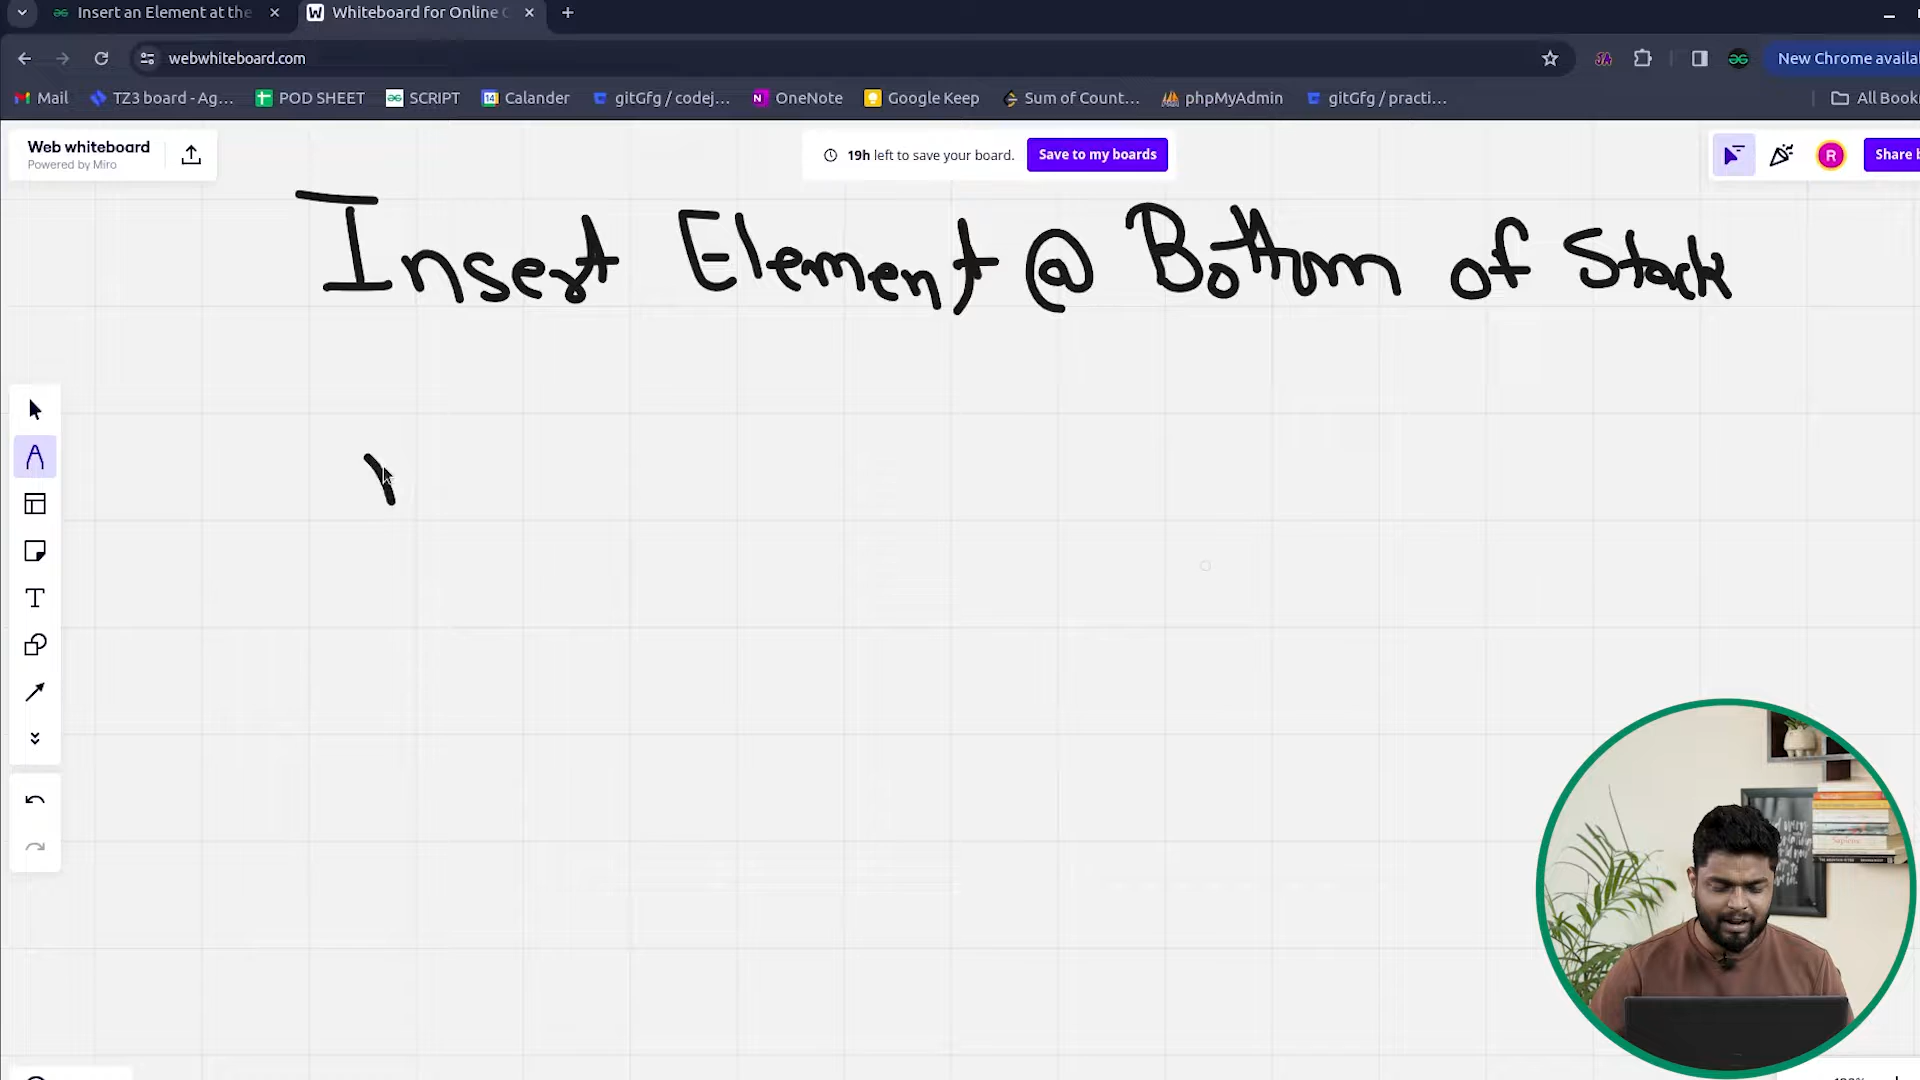 Insert an Element at the
Whiteboard for Online
webwhiteboard.com
New Chrome availa
Mail
TZ3 board - Ag...
POD SHEET
SCRIPT
Calander
gitGfg / codej...
OneNote
Google Keep
Sum of Count...
phpMyAdmin
gitGfg / practi...
All Book
Web whiteboard
Powered by Miro
19h left to save your board.
Save to my boards
R
Share
Insert Element @ Bottom of Stack